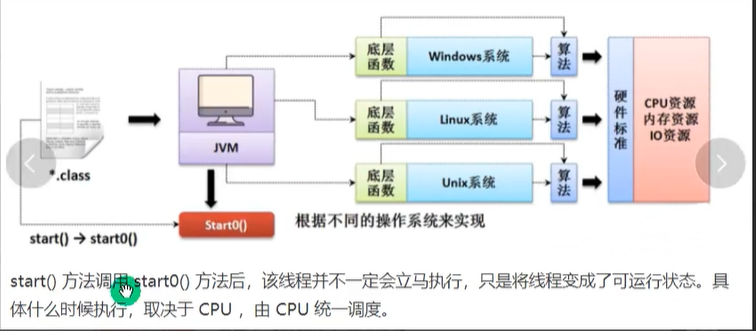 底层函数
Windows系统
算法
底层函数
Linux系统
算法
底层函数
Unix系统
算法
硬件标准
CPU资源
内存资源
IO资源
*.class
JVM
Start0()
根据不同的操作系统来实现
start() → start0()
start() 方法调用 start0() 方法后，该线程并不一定会立马执行，只是将线程变成了可运行状态。具
体什么时候执行，取决于 CPU ，由 CPU 统一调度。